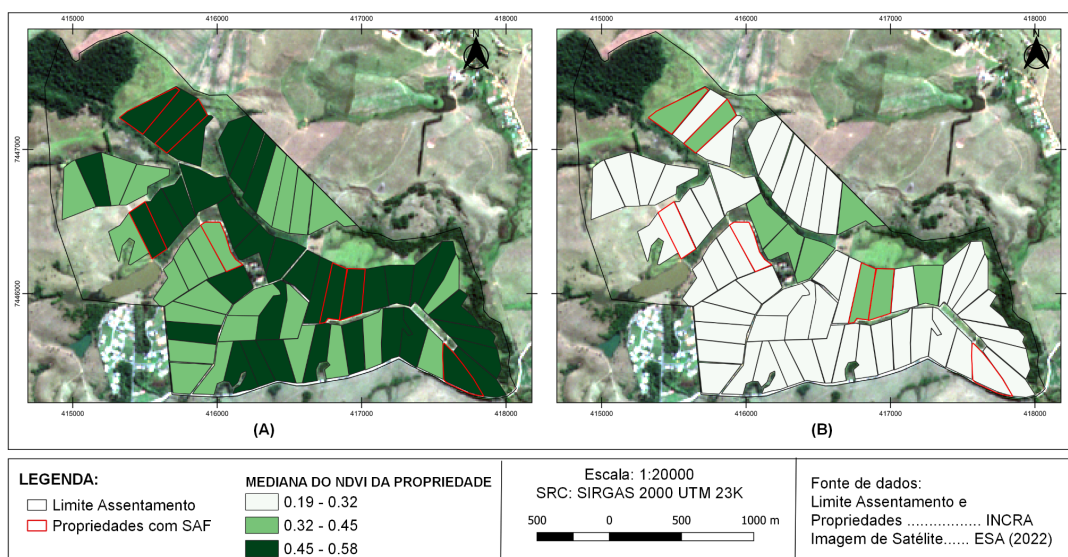 415000 416000 417000 418000
415000 416000 417000 418000
N
N
7447000
7446000
7447000
7446000
415000 416000 417000 418000
415000 416000 417000 418000
(A)
(B)
LEGENDA:
Limite Assentamento
Propriedades com SAF
MEDIANA DO NDVI DA PROPRIEDADE
0.19 - 0.32
0.32 - 0.45
0.45 - 0.58
Escala: 1:20000
SRC: SIRGAS 2000 UTM 23K
500 0 500 1000 m
Fonte de dados:
Limite Assentamento e
Propriedades ................. INCRA
Imagem de Satélite...... ESA (2022)